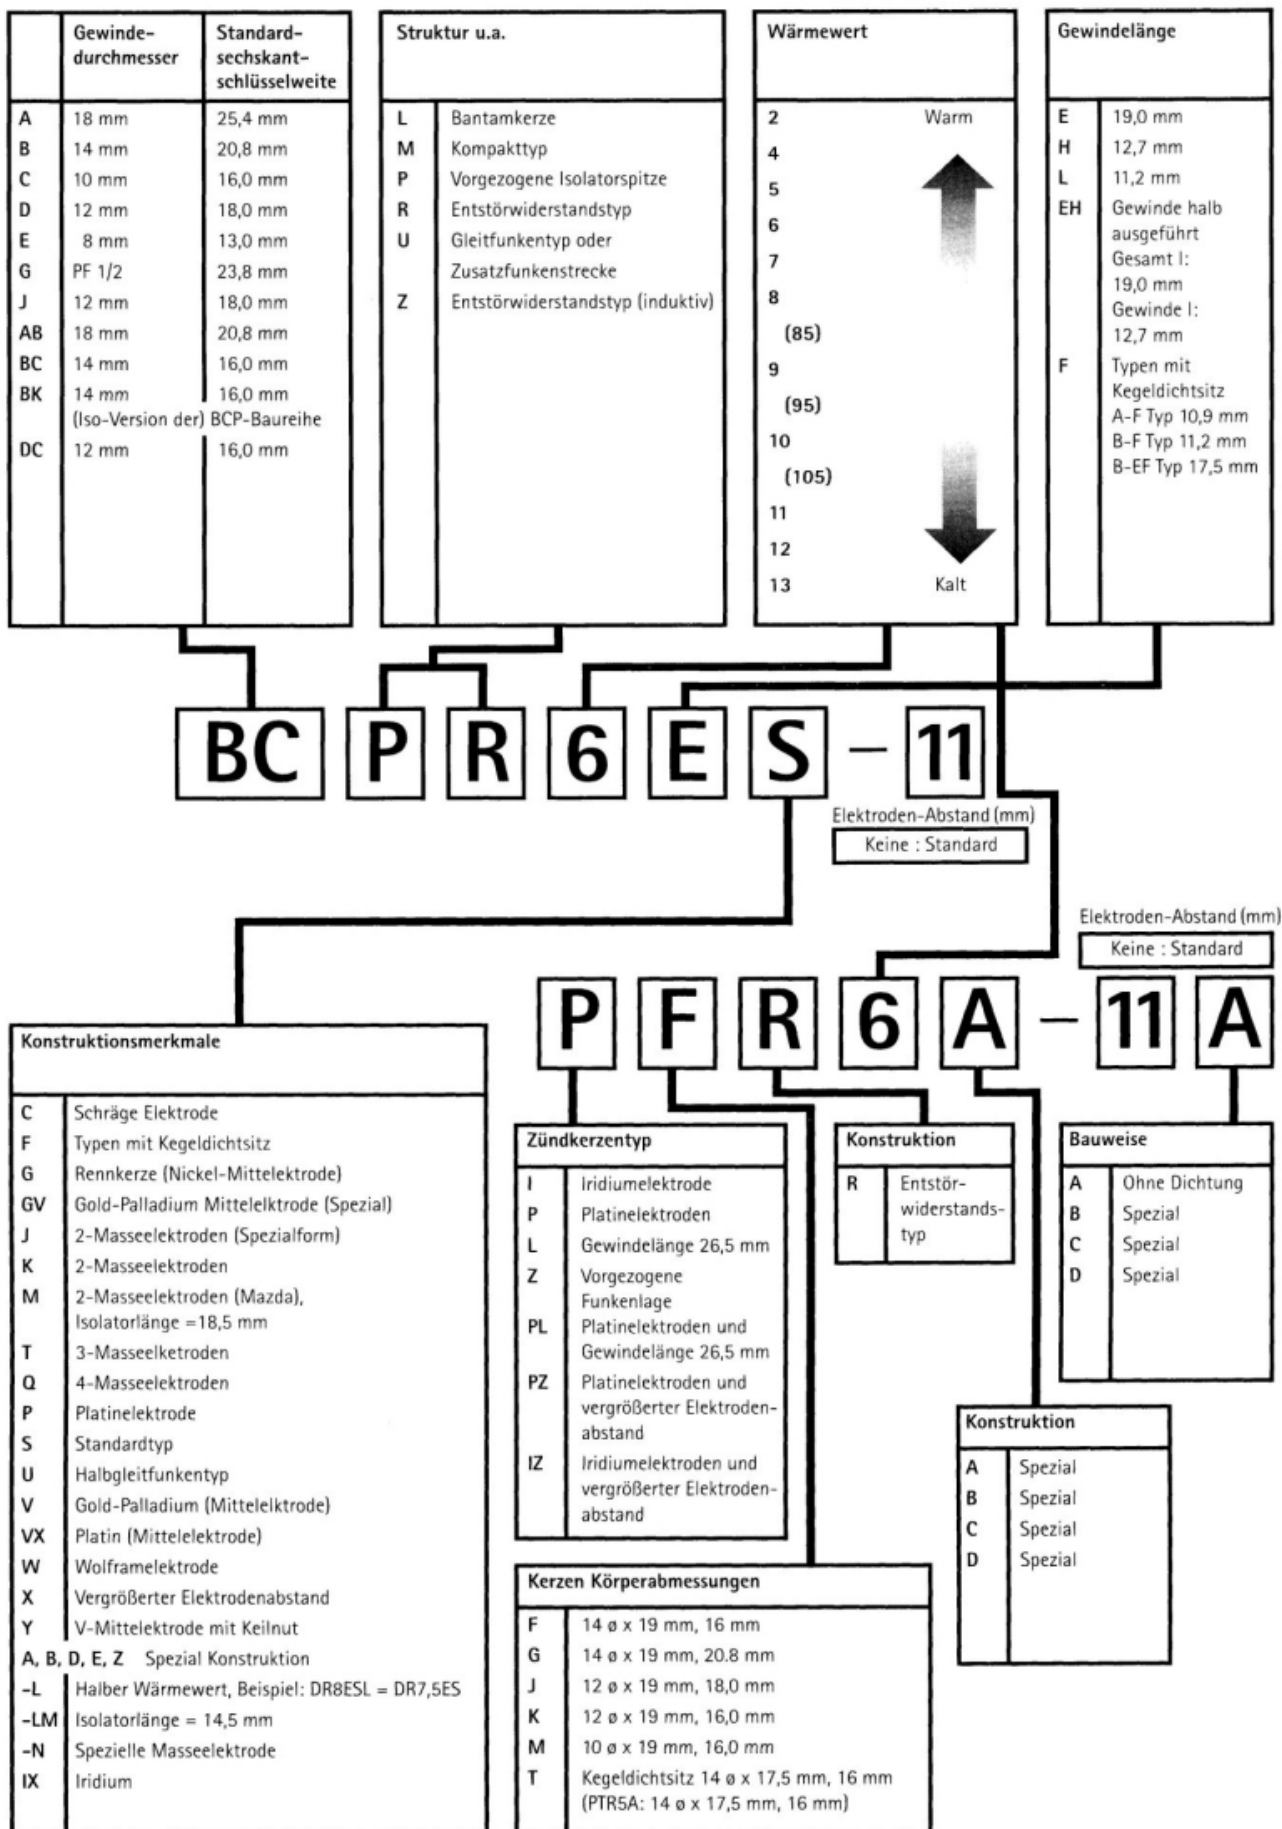 Gewinde-
durchmesser
Standard-
sechskant-
schlüsselweite
A 18 mm 25,4 mm
B 14 mm 20,8 mm
C 10 mm 16,0 mm
D 12 mm 18,0 mm
E 8 mm 13,0 mm
G PF 1/2 23,8 mm
J 12 mm 18,0 mm
AB 18 mm 20,8 mm
BC 14 mm 16,0 mm
BK 14 mm 16,0 mm
(Iso-Version der) BCP-Baureihe
DC 12 mm 16,0 mm
Struktur u.a.
L Bantamkerze
M Kompakttyp
P Vorgezogene Isolatorspitze
R Entstörwiderstandstyp
U Gleitfunkentyp oder
Zusatzfunkenstrecke
Z Entstörwiderstandstyp (induktiv)
Wärmewert
2 Warm
4
5
6
7
8
(85)
9
(95)
10
(105)
11
12
13 Kalt
Gewindelänge
E 19,0 mm
H 12,7 mm
L 11,2 mm
EH Gewinde halb
ausgeführt
Gesamt l:
19,0 mm
Gewinde l:
12,7 mm
F Typen mit
Kegeldichtsitz
A-F Typ 10,9 mm
B-F Typ 11,2 mm
B-EF Typ 17,5 mm
BC P R 6 E S – 11
Elektroden-Abstand (mm)
Keine : Standard
Elektroden-Abstand (mm)
Keine : Standard
P F R 6 A – 11 A
Konstruktionsmerkmale
C Schräge Elektrode
F Typen mit Kegeldichtsitz
G Rennkerze (Nickel-Mittelektrode)
GV Gold-Palladium Mittelelktrode (Spezial)
J 2-Masseelektroden (Spezialform)
K 2-Masseelektroden
M 2-Masseelektroden (Mazda),
Isolatorlänge =18,5 mm
T 3-Masseelketroden
Q 4-Masseelektroden
P Platinelektrode
S Standardtyp
U Halbgleitfunkentyp
V Gold-Palladium (Mittelelktrode)
VX Platin (Mittelelektrode)
W Wolframelektrode
X Vergrößerter Elektrodenabstand
Y V-Mittelektrode mit Keilnut
A, B, D, E, Z Spezial Konstruktion
-L Halber Wärmewert, Beispiel: DR8ESL = DR7,5ES
-LM Isolatorlänge = 14,5 mm
-N Spezielle Masseelektrode
IX Iridium
Zündkerzentyp
I Iridiumelektrode
P Platinelektroden
L Gewindelänge 26,5 mm
Z Vorgezogene
Funkenlage
PL Platinelektroden und
Gewindelänge 26,5 mm
PZ Platinelektroden und
vergrößerter Elektroden-
abstand
IZ Iridiumelektroden und
vergrößerter Elektroden-
abstand
Konstruktion
R Entstör-
widerstands-
typ
Bauweise
A Ohne Dichtung
B Spezial
C Spezial
D Spezial
Konstruktion
A Spezial
B Spezial
C Spezial
D Spezial
Kerzen Körperabmessungen
F 14 ø x 19 mm, 16 mm
G 14 ø x 19 mm, 20.8 mm
J 12 ø x 19 mm, 18,0 mm
K 12 ø x 19 mm, 16,0 mm
M 10 ø x 19 mm, 16,0 mm
T Kegeldichtsitz 14 ø x 17,5 mm, 16 mm
(PTR5A: 14 ø x 17,5 mm, 16 mm)